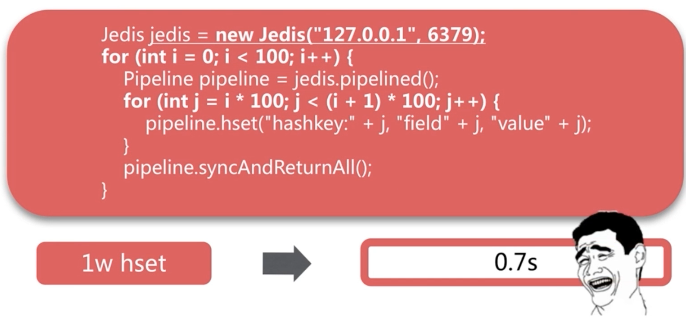 Jedis jedis = new Jedis("127.0.0.1", 6379);
for (int i = 0; i < 100; i++) {
Pipeline pipeline = jedis.pipelined();
for (int j = i * 100; j < (i + 1) * 100; j++) {
pipeline.hset("hashkey:" + j, "field" + j, "value" + j);
}
pipeline.syncAndReturnAll();
}
1w hset
0.7s